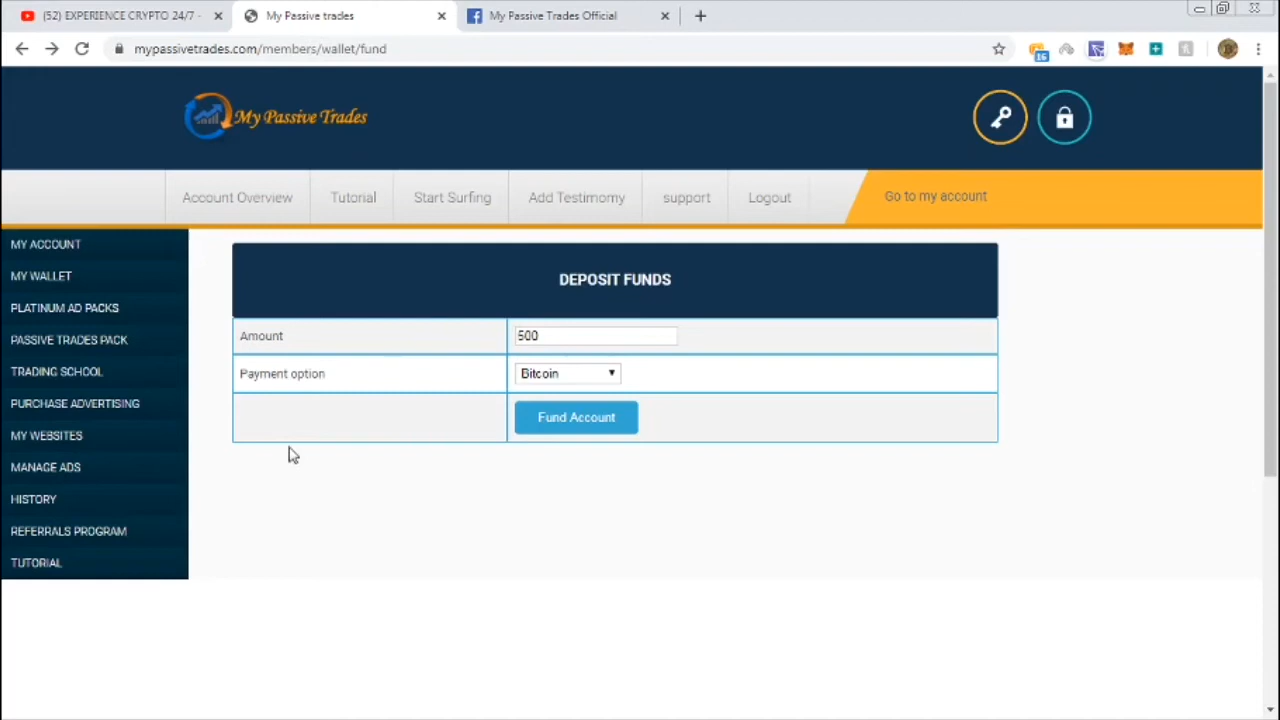 (52) EXPERIENCE CRYPTO 24/7 -
My Passive trades
My Passive Trades Official
mypassivetrades.com/members/wallet/fund
16
My Passive Trades
Account Overview
Tutorial
Start Surfing
Add Testimomy
support
Logout
Go to my account
MY ACCOUNT
MY WALLET
PLATINUM AD PACKS
PASSIVE TRADES PACK
TRADING SCHOOL
PURCHASE ADVERTISING
MY WEBSITES
MANAGE ADS
HISTORY
REFERRALS PROGRAM
TUTORIAL
DEPOSIT FUNDS
Amount
500
Payment option
Bitcoin
Fund Account